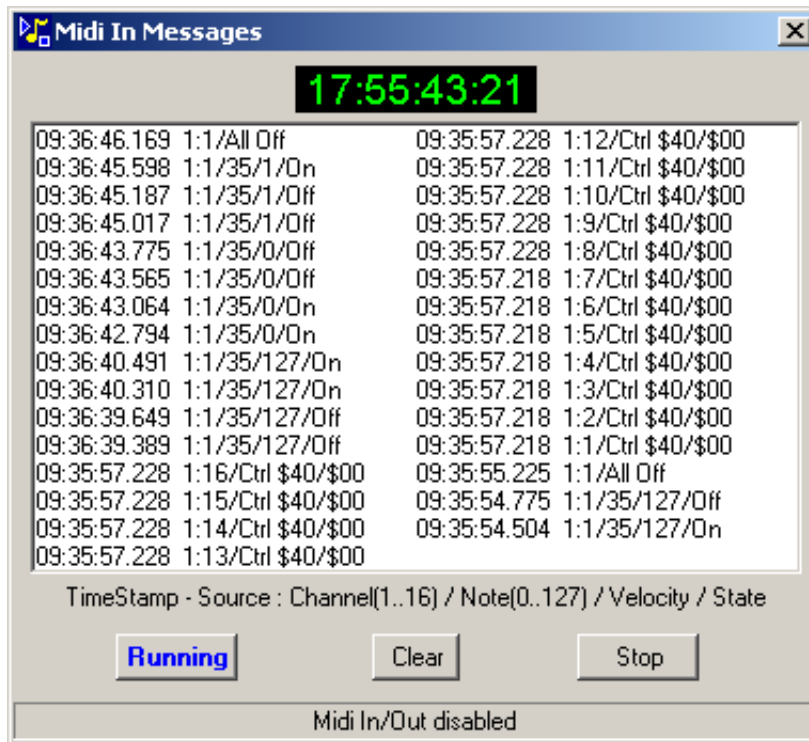 Midi In Messages
17:55:43:21
09:36:46.169 1:1/All Off
09:36:45.598 1:1/35/1/On
09:36:45.187 1:1/35/1/Off
09:36:45.017 1:1/35/1/Off
09:36:43.775 1:1/35/0/Off
09:36:43.565 1:1/35/0/Off
09:36:43.064 1:1/35/0/On
09:36:42.794 1:1/35/0/On
09:36:40.491 1:1/35/127/On
09:36:40.310 1:1/35/127/On
09:36:39.649 1:1/35/127/Off
09:36:39.389 1:1/35/127/Off
09:35:57.228 1:16/Ctrl $40/$00
09:35:57.228 1:15/Ctrl $40/$00
09:35:57.228 1:14/Ctrl $40/$00
09:35:57.228 1:13/Ctrl $40/$00
09:35:57.228 1:12/Ctrl $40/$00
09:35:57.228 1:11/Ctrl $40/$00
09:35:57.228 1:10/Ctrl $40/$00
09:35:57.228 1:9/Ctrl $40/$00
09:35:57.228 1:8/Ctrl $40/$00
09:35:57.218 1:7/Ctrl $40/$00
09:35:57.218 1:6/Ctrl $40/$00
09:35:57.218 1:5/Ctrl $40/$00
09:35:57.218 1:4/Ctrl $40/$00
09:35:57.218 1:3/Ctrl $40/$00
09:35:57.218 1:2/Ctrl $40/$00
09:35:57.218 1:1/Ctrl $40/$00
09:35:55.225 1:1/All Off
09:35:54.775 1:1/35/127/Off
09:35:54.504 1:1/35/127/On
TimeStamp - Source : Channel(1..16) / Note(0..127) / Velocity / State
Running
Clear
Stop
Midi In/Out disabled